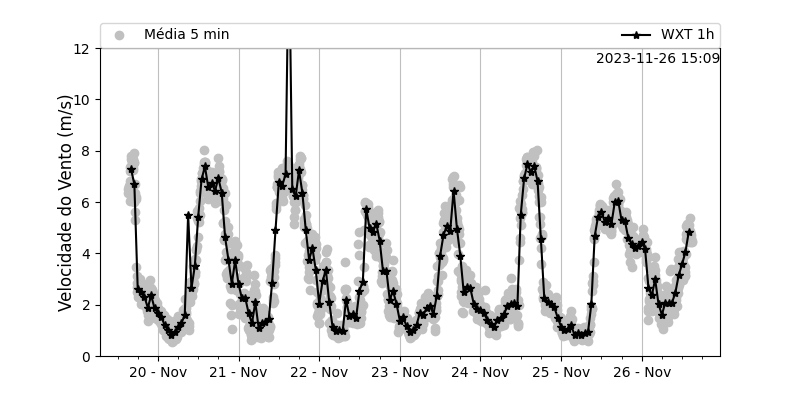 Média 5 min
WXT 1h
2023-11-26 15:09
Velocidade do Vento (m/s)
12
10
8
6
4
2
0
20 - Nov
21 - Nov
22 - Nov
23 - Nov
24 - Nov
25 - Nov
26 - Nov